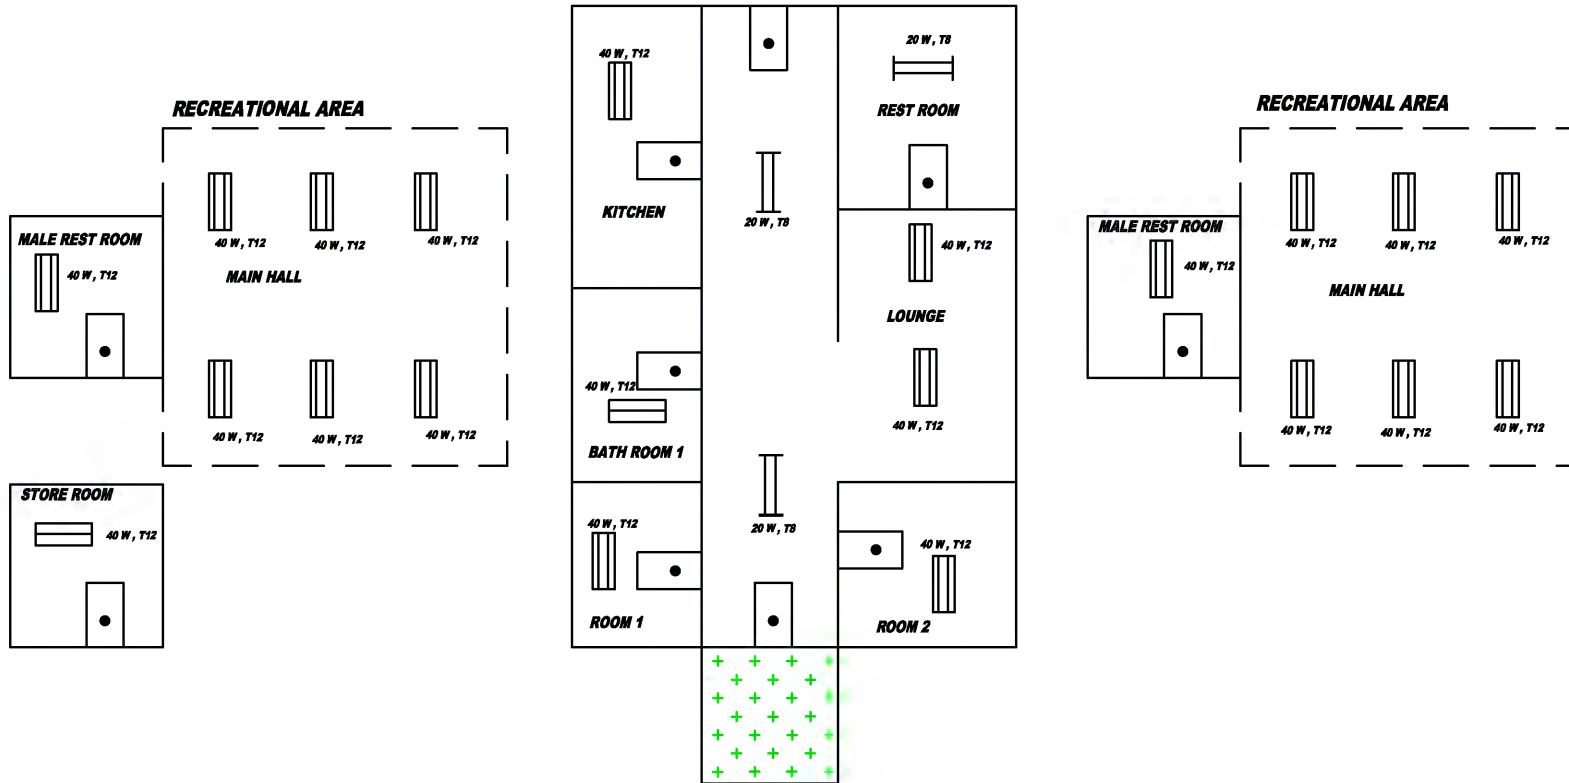 RECREATIONAL AREA
MALE REST ROOM
40 W , T12
40 W , T12
40 W , T12
40 W , T12
MAIN HALL
40 W , T12
40 W , T12
40 W , T12
STORE ROOM
40 W , T12
40 W , T12
KITCHEN
20 W , T8
20 W , T8
REST ROOM
40 W , T12
LOUNGE
40 W , T12
40 W , T12
BATH ROOM 1
40 W , T12
ROOM 1
20 W , T8
40 W , T12
ROOM 2
RECREATIONAL AREA
MALE REST ROOM
40 W , T12
40 W , T12
40 W , T12
40 W , T12
MAIN HALL
40 W , T12
40 W , T12
40 W , T12